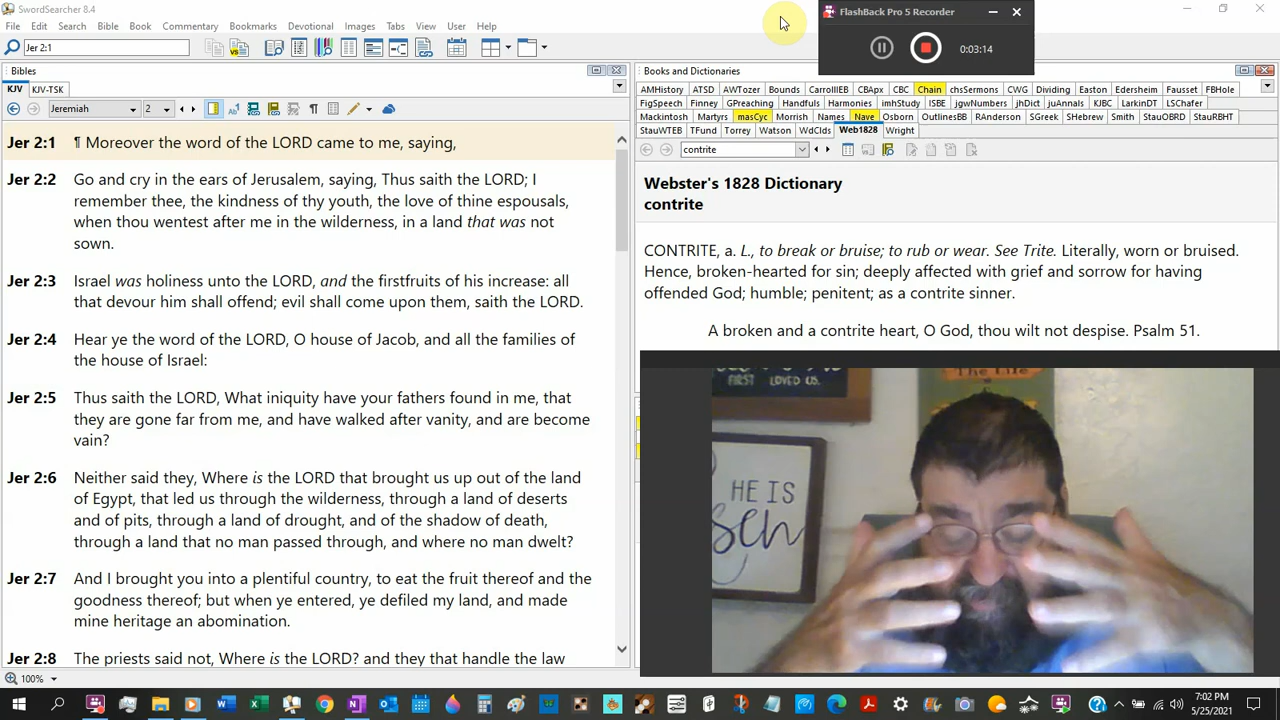 SwordSearcher 8.4
File Edit Search Bible Book Commentary Bookmarks Devotional Images Tabs View User Help
Jer 2:1
Bibles
KJV KJV-TSK
Jeremiah 2
Jer 2:1 ¶ Moreover the word of the LORD came to me, saying,
Jer 2:2 Go and cry in the ears of Jerusalem, saying, Thus saith the LORD; I
remember thee, the kindness of thy youth, the love of thine espousals,
when thou wentest after me in the wilderness, in a land that was not
sown.
Jer 2:3 Israel was holiness unto the LORD, and the firstfruits of his increase: all
that devour him shall offend; evil shall come upon them, saith the LORD.
Jer 2:4 Hear ye the word of the LORD, O house of Jacob, and all the families of
the house of Israel:
Jer 2:5 Thus saith the LORD, What iniquity have your fathers found in me, that
they are gone far from me, and have walked after vanity, and are become
vain?
Jer 2:6 Neither said they, Where is the LORD that brought us up out of the land
of Egypt, that led us through the wilderness, through a land of deserts
and of pits, through a land of drought, and of the shadow of death,
through a land that no man passed through, and where no man dwelt?
Jer 2:7 And I brought you into a plentiful country, to eat the fruit thereof and the
goodness thereof; but when ye entered, ye defiled my land, and made
mine heritage an abomination.
Jer 2:8 The priests said not, Where is the LORD? and they that handle the law
100%
FlashBack Pro 5 Recorder
0:03:14
Books and Dictionaries
AMHistory ATSD AWTozer Bounds CarrollEB CBApx CBC Chain chsSermons CWG Dividing Easton Edersheim Fausset FBHole
FigSpeech Finney GPreaching Handfuls Harmonies imhStudy ISBE jgwNumbers jhDict juAnnals KJBC LarkinDT LSChafer
Mackintosh Martyrs masCyc Morrish Names Nave Osborn OutlinesBB RAnderson SGreek SHebrew Smith StauOBRD StauRBHT
StauWTEB TFund Torrey Watson WdClds Web1828 Wright
contrite
Webster's 1828 Dictionary
contrite
CONTRITE, a. L., to break or bruise; to rub or wear. See Trite. Literally, worn or bruised.
Hence, broken-hearted for sin; deeply affected with grief and sorrow for having
offended God; humble; penitent; as a contrite sinner.
A broken and a contrite heart, O God, thou wilt not despise. Psalm 51.
FIRST LOVED US.
The Life
HE IS
7:02 PM
5/25/2021